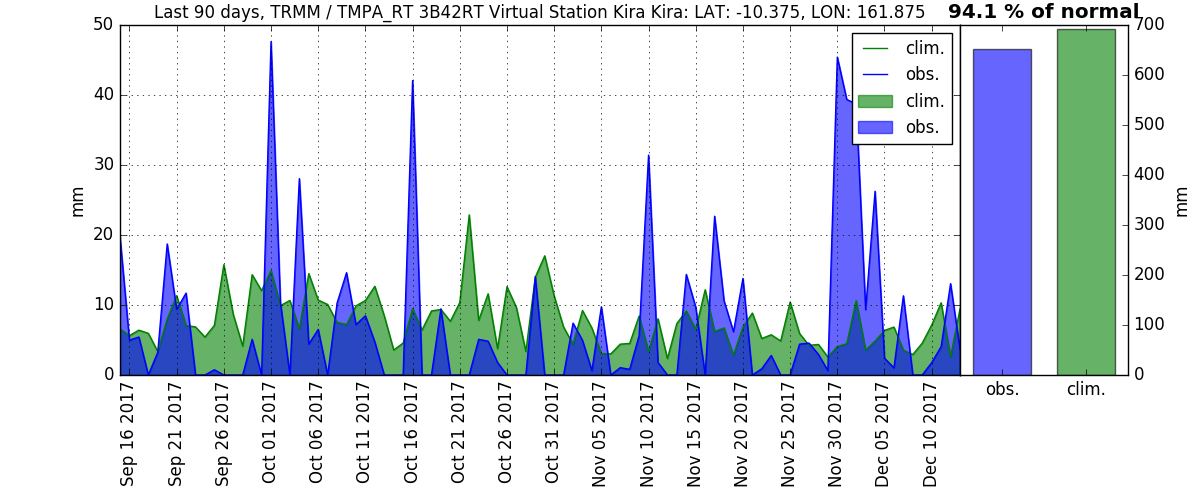 Last 90 days, TRMM / TMPA_RT 3B42RT Virtual Station Kira Kira: LAT: -10.375, LON: 161.875
94.1 % of normal
50
40
30
20
10
0
mm
clim.
obs.
clim.
obs.
700
600
500
400
300
200
100
0
mm
Sep 16 2017
Sep 21 2017
Sep 26 2017
Oct 01 2017
Oct 06 2017
Oct 11 2017
Oct 16 2017
Oct 21 2017
Oct 26 2017
Oct 31 2017
Nov 05 2017
Nov 10 2017
Nov 15 2017
Nov 20 2017
Nov 25 2017
Nov 30 2017
Dec 05 2017
Dec 10 2017
obs.
clim.